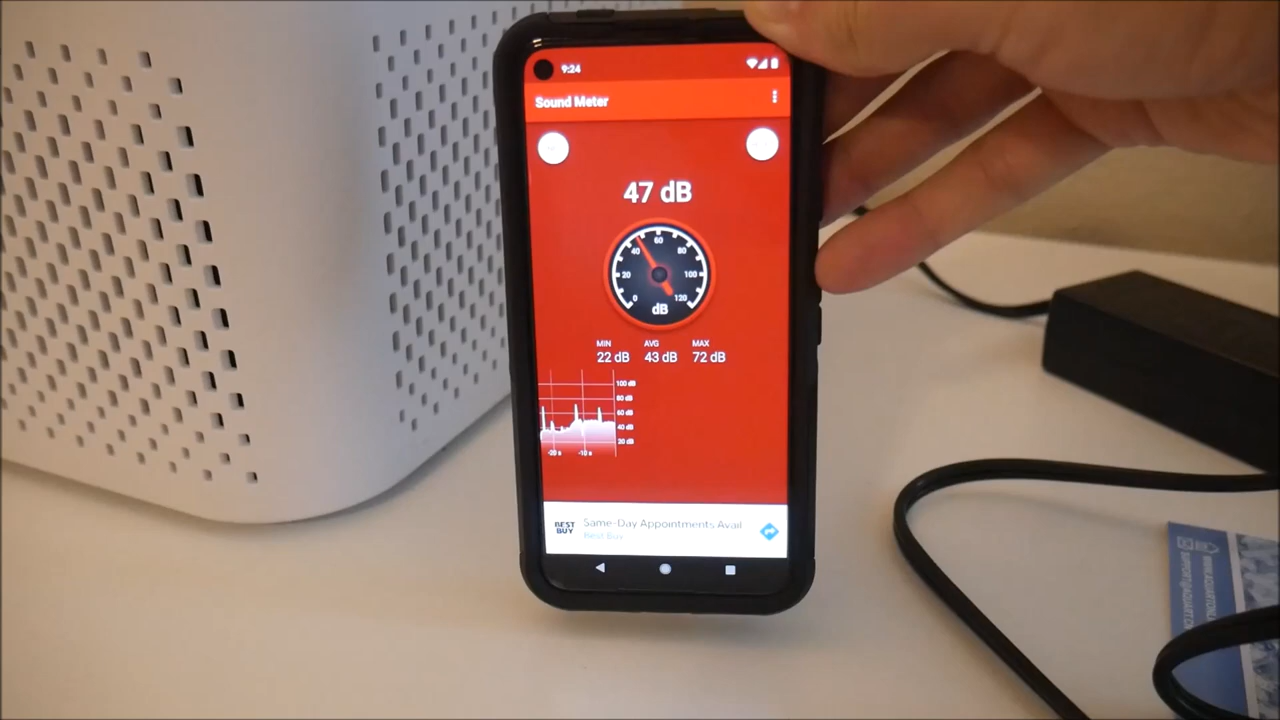 9:24
Sound Meter
47 dB
0
20
40
60
80
100
120
dB
MIN AVG MAX
22 dB 43 dB 72 dB
100 dB
80 dB
60 dB
40 dB
20 dB
-20 s -10 s
BEST BUY
Same-Day Appointments Avail
Best Buy